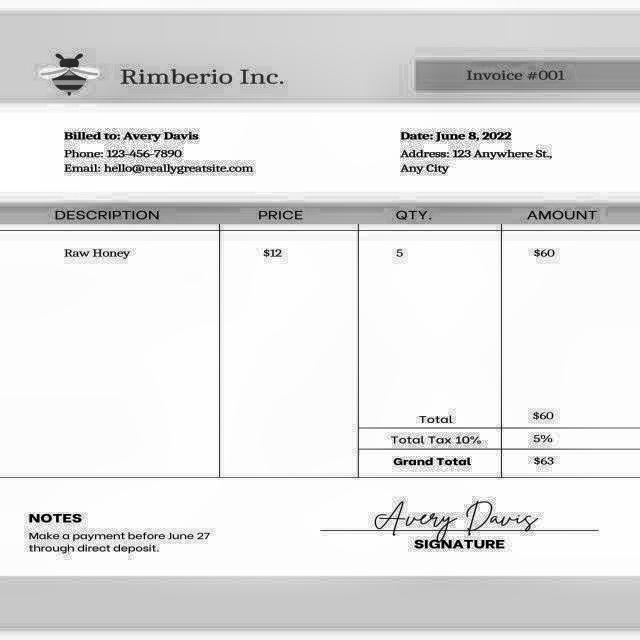 Rimberio Inc.
Invoice #001
Billed to: Avery Davis
Phone: 123-456-7890
Email: hello@reallygreatsite.com
Date: June 8, 2022
Address: 123 Anywhere St.,
Any City
DESCRIPTION PRICE QTY. AMOUNT
Raw Honey $12 5 $60
Total $60
Total Tax 10% 5%
Grand Total $63
NOTES
Make a payment before June 27
through direct deposit.
Avery Davis
SIGNATURE